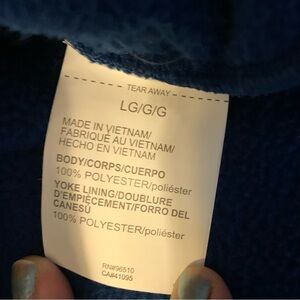 TEAR AWAY
LG/G/G
MADE IN VIETNAM/
FABRIQUÉ AU VIETNAM/
HECHO EN VIETNAM
BODY/CORPS/CUERPO
100% POLYESTER/poliéster
YOKE LINING/DOUBLURE
D'EMPIÈCEMENT/FORRO DEL
CANESÚ
100% POLYESTER/poliéster
RN#96510
CA#41095